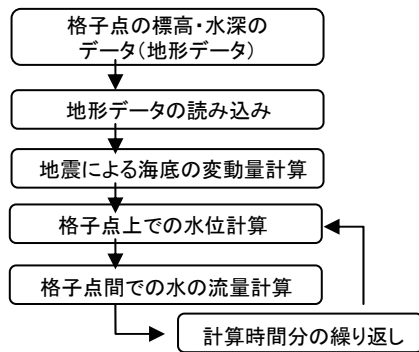 格子点の標高・水深の
データ(地形データ)
地形データの読み込み
地震による海底の変動量計算
格子点上での水位計算
格子点間での水の流量計算
計算時間分の繰り返し